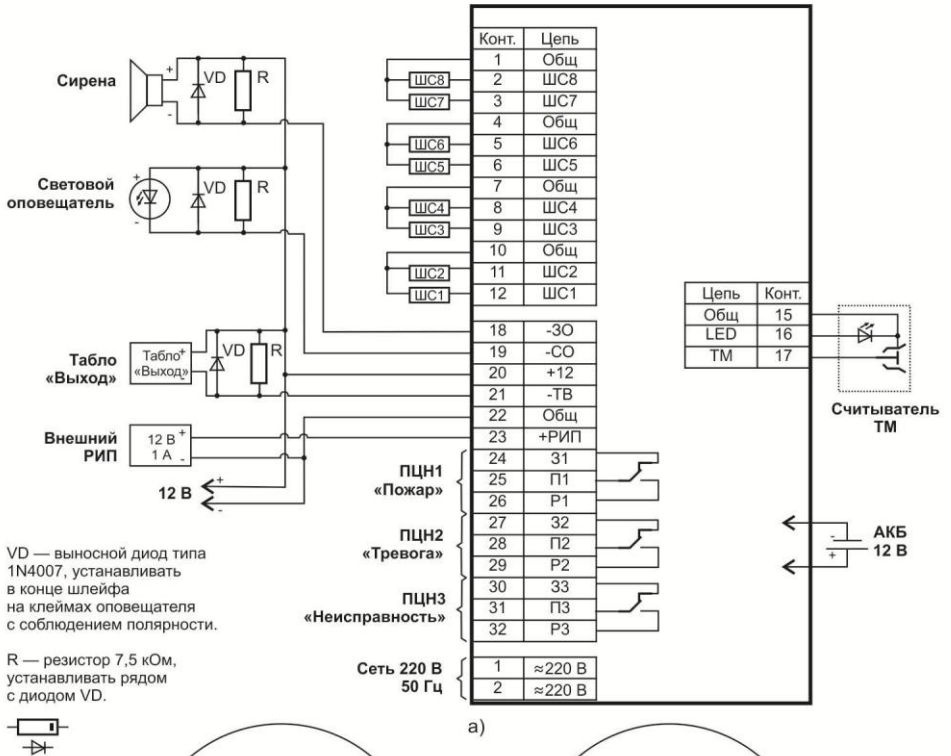 Сирена
+
-
VD
R
Световой
оповещатель
+
-
VD
R
Табло
«Выход»
Табло+
«Выход»
-
VD
R
Внешний
РИП
12 В +
1 А -
12 В
+
-
VD — выносной диод типа
1N4007, устанавливать
в конце шлейфа
на клеймах оповещателя
с соблюдением полярности.
R — резистор 7,5 кОм,
устанавливать рядом
с диодом VD.
ШС8
ШС7
ШС6
ШС5
ШС4
ШС3
ШС2
ШС1
Конт. Цепь
1 Общ
2 ШС8
3 ШС7
4 Общ
5 ШС6
6 ШС5
7 Общ
8 ШС4
9 ШС3
10 Общ
11 ШС2
12 ШС1
18 -ЗО
19 -СО
20 +12
21 -ТВ
22 Общ
23 +РИП
ПЦН1
«Пожар»
24 З1
25 П1
26 Р1
ПЦН2
«Тревога»
27 З2
28 П2
29 Р2
ПЦН3
«Неисправность»
30 З3
31 П3
32 Р3
Сеть 220 В
50 Гц
1 ≈220 В
2 ≈220 В
Цепь Конт.
Общ 15
LED 16
ТМ 17
Считыватель
ТМ
-
+
АКБ
12 В
а)